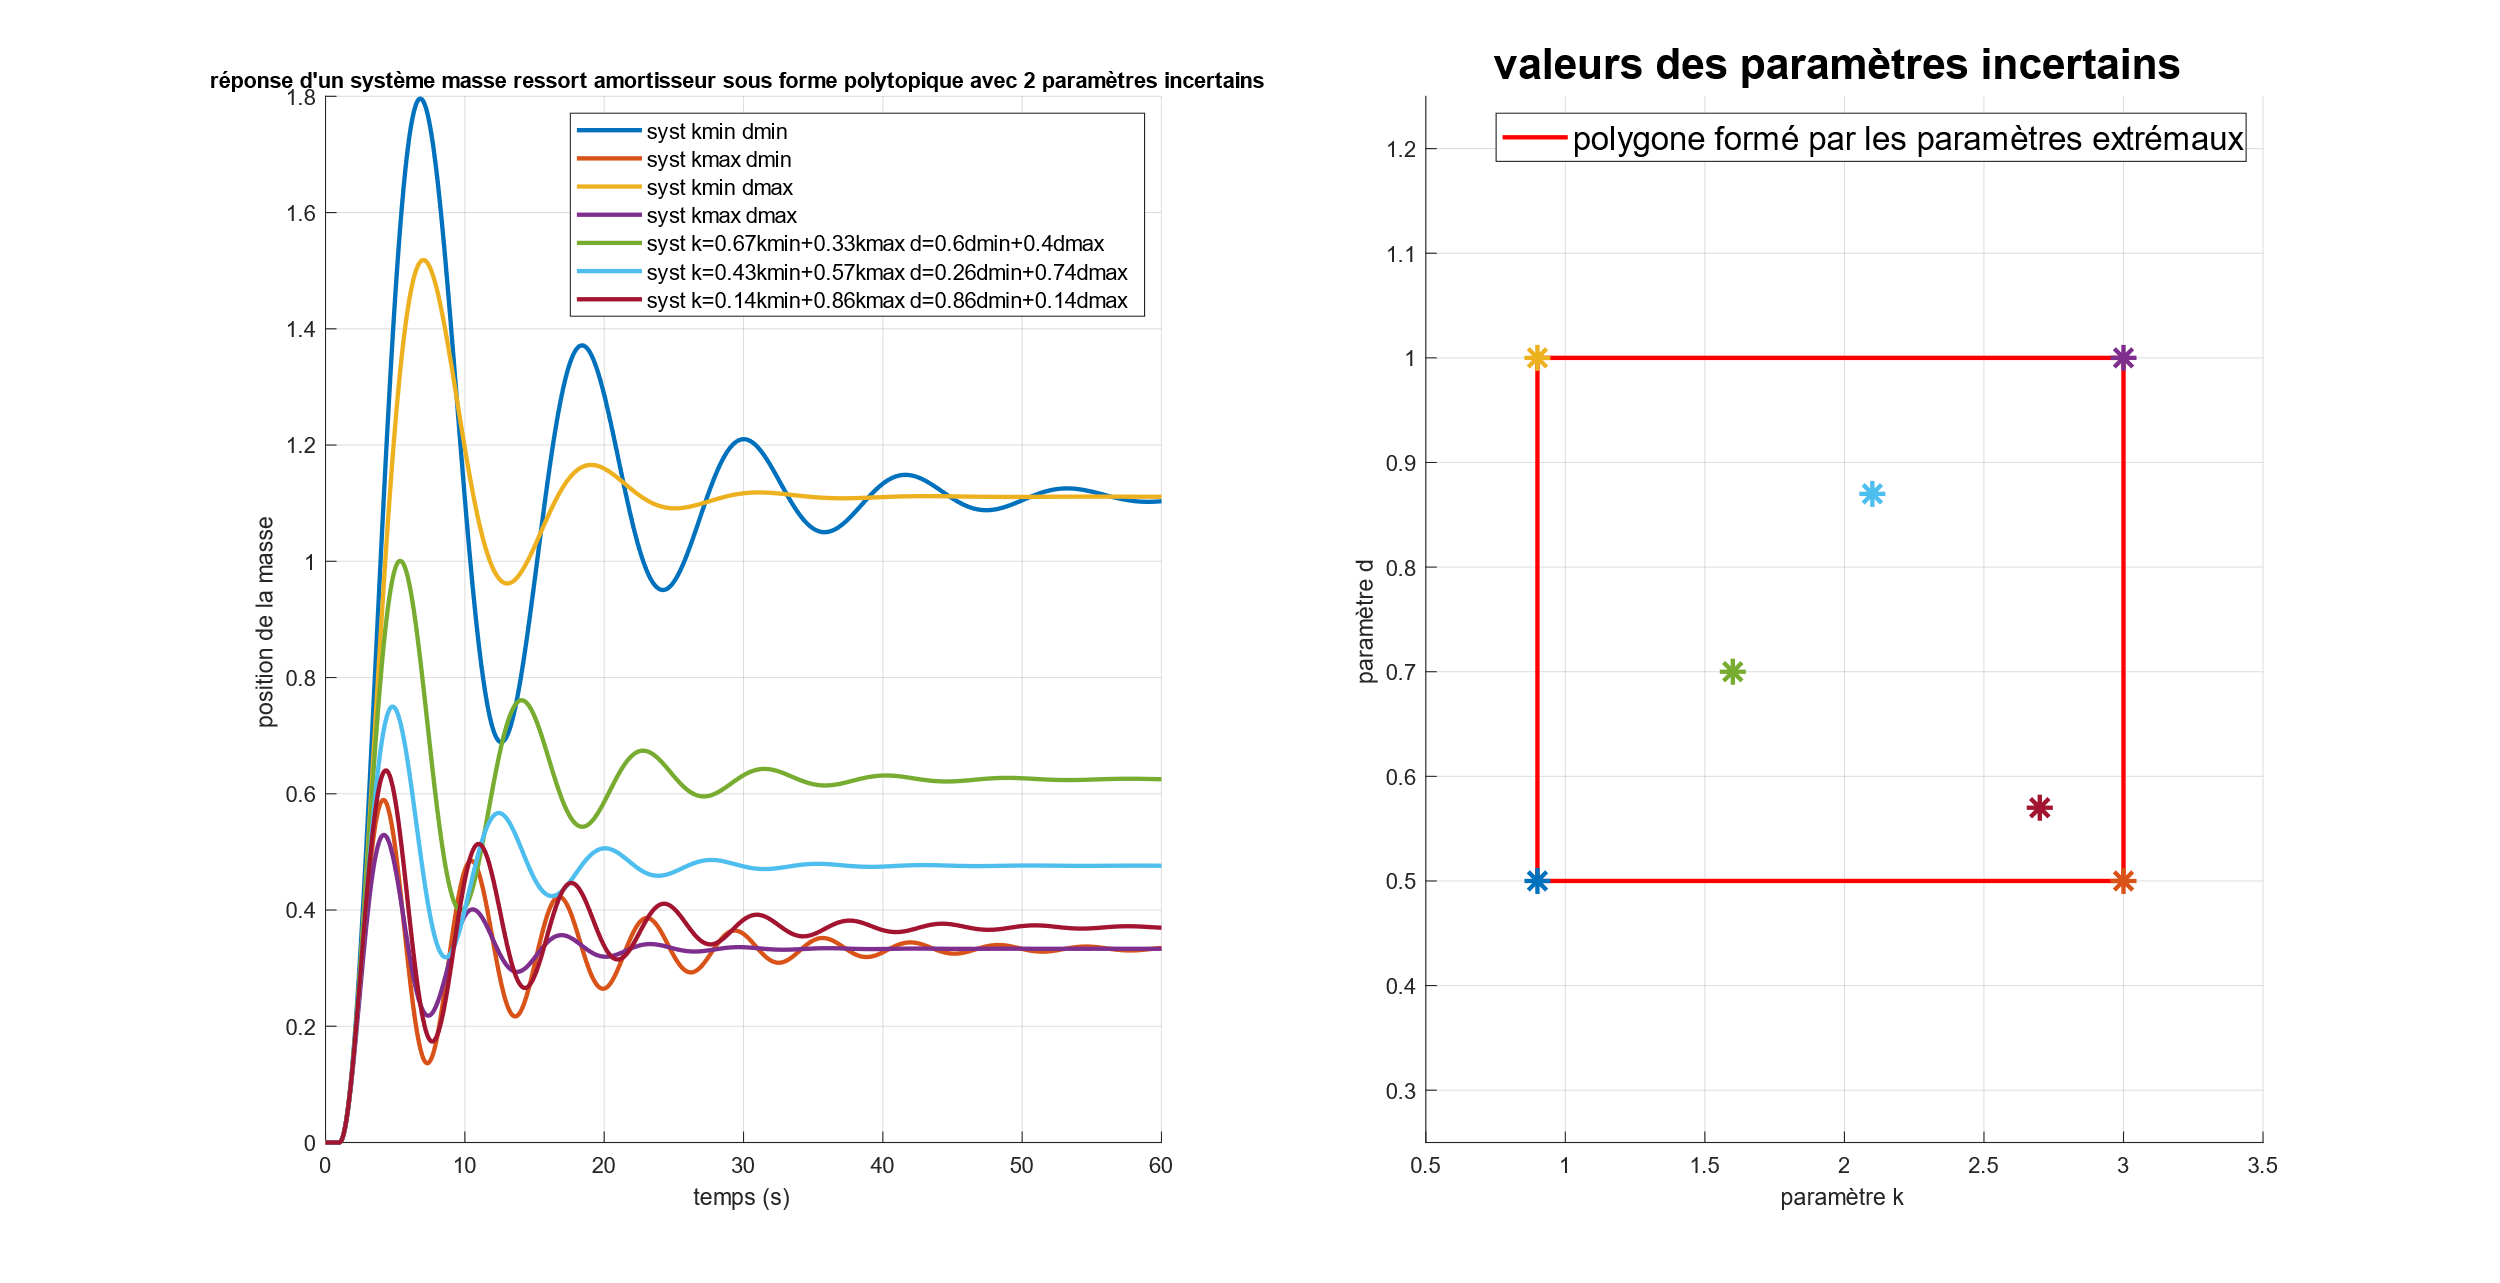 réponse d'un système masse ressort amortisseur sous forme polytopique avec 2 paramètres incertains
1.8
1.6
1.4
1.2
1
0.8
0.6
0.4
0.2
0
position de la masse
syst kmin dmin
syst kmax dmin
syst kmin dmax
syst kmax dmax
syst k=0.67kmin+0.33kmax d=0.6dmin+0.4dmax
syst k=0.43kmin+0.57kmax d=0.26dmin+0.74dmax
syst k=0.14kmin+0.86kmax d=0.86dmin+0.14dmax
0 10 20 30 40 50 60
temps (s)
valeurs des paramètres incertains
polygone formé par les paramètres extrémaux
1.2
1.1
1
0.9
0.8
0.7
0.6
0.5
0.4
0.3
paramètre d
0.5 1 1.5 2 2.5 3 3.5
paramètre k